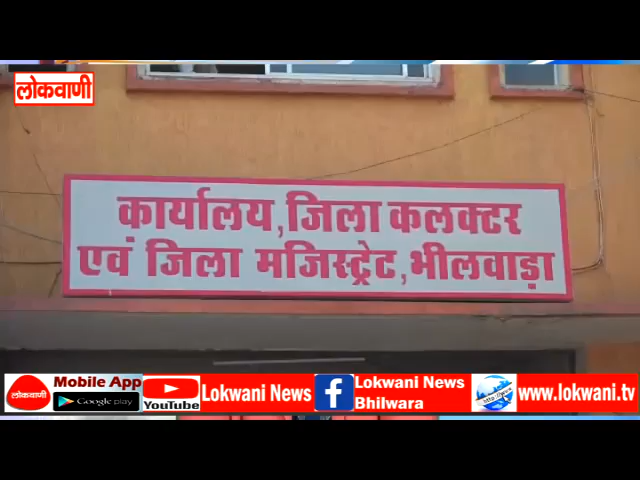 लोकवाणी
कार्यालय,जिला कलक्टर
एवं जिला मजिस्ट्रेट,भीलवाड़ा
लोकवाणी
Mobile App
Google play
YouTube
Lokwani News
Lokwani News
Bhilwara
http://
www.lokwani.tv